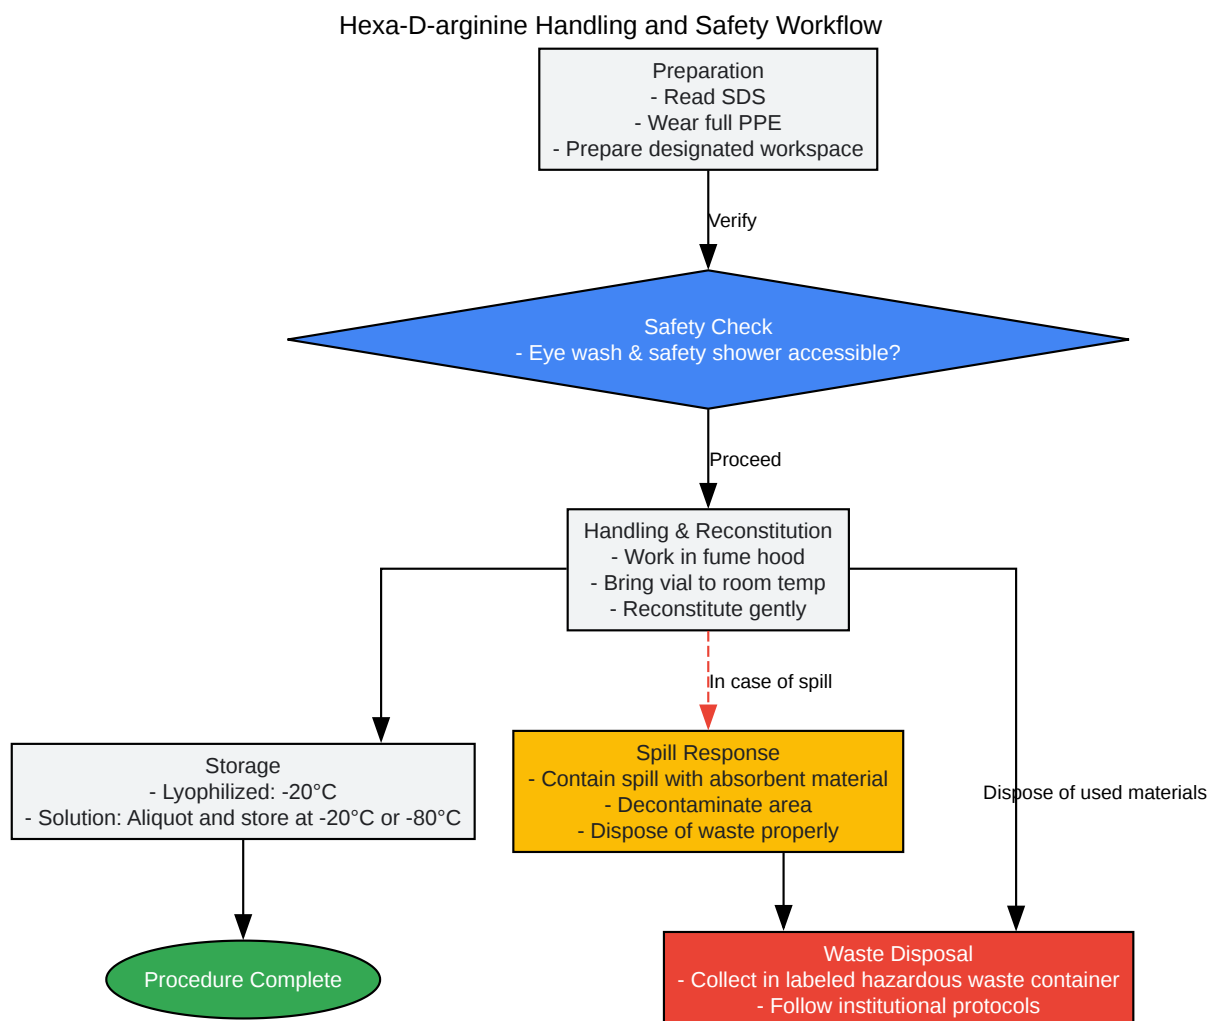 Hexa-D-arginine Handling and Safety Workflow
Preparation
- Read SDS
- Wear full PPE
- Prepare designated workspace
Verify
Safety Check
- Eye wash & safety shower accessible?
Proceed
Handling & Reconstitution
- Work in fume hood
- Bring vial to room temp
- Reconstitute gently
In case of spill
Storage
- Lyophilized: -20°C
- Solution: Aliquot and store at -20°C or -80°C
Spill Response
- Contain spill with absorbent material
- Decontaminate area
- Dispose of waste properly
Dispose of used materials
Procedure Complete
Waste Disposal
- Collect in labeled hazardous waste container
- Follow institutional protocols